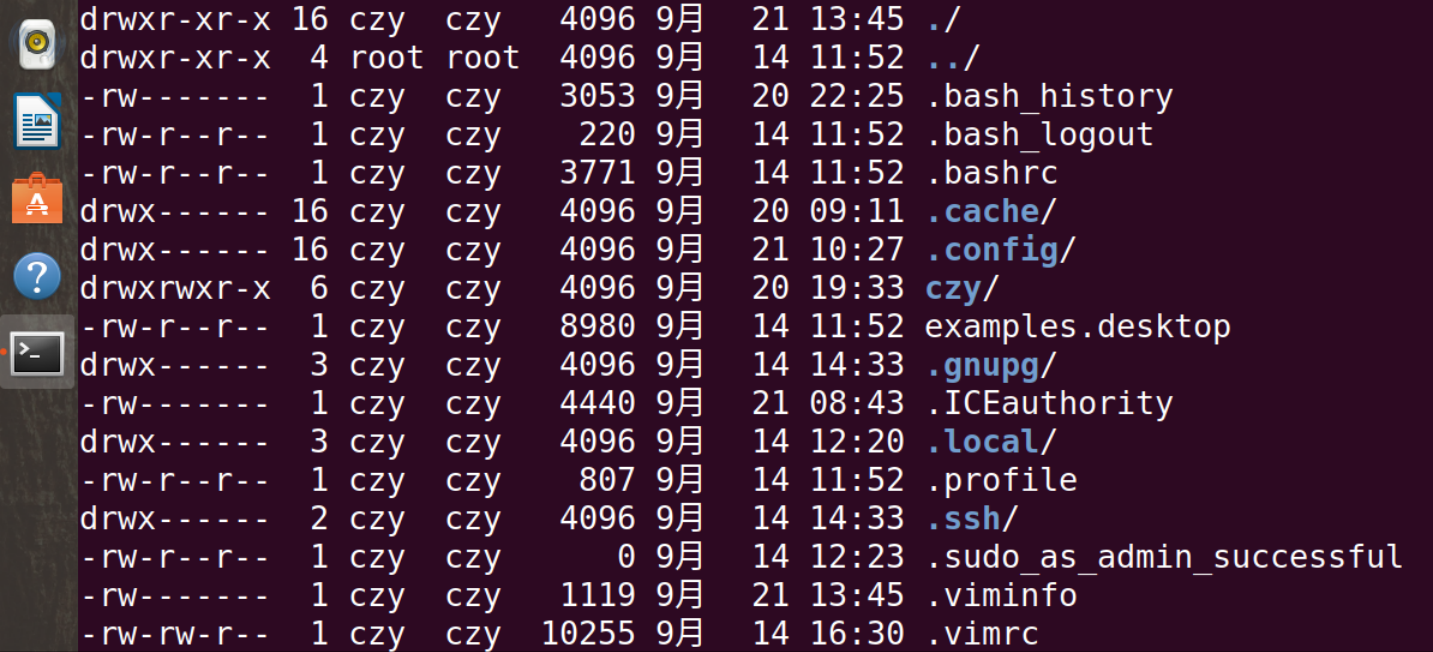 drwxr-xr-x 16 czy  czy   4096 9月  21 13:45 ./
drwxr-xr-x  4 root root  4096 9月  14 11:52 ../
-rw-------  1 czy  czy   3053 9月  20 22:25 .bash_history
-rw-r--r--  1 czy  czy    220 9月  14 11:52 .bash_logout
-rw-r--r--  1 czy  czy   3771 9月  14 11:52 .bashrc
drwx------ 16 czy  czy   4096 9月  20 09:11 .cache/
drwx------ 16 czy  czy   4096 9月  21 10:27 .config/
drwxrwxr-x  6 czy  czy   4096 9月  20 19:33 czy/
-rw-r--r--  1 czy  czy   8980 9月  14 11:52 examples.desktop
drwx------  3 czy  czy   4096 9月  14 14:33 .gnupg/
-rw-------  1 czy  czy   4440 9月  21 08:43 .ICEauthority
drwx------  3 czy  czy   4096 9月  14 12:20 .local/
-rw-r--r--  1 czy  czy    807 9月  14 11:52 .profile
drwx------  2 czy  czy   4096 9月  14 14:33 .ssh/
-rw-r--r--  1 czy  czy      0 9月  14 12:23 .sudo_as_admin_successful
-rw-------  1 czy  czy   1119 9月  21 13:45 .viminfo
-rw-rw-r--  1 czy  czy  10255 9月  14 16:30 .vimrc